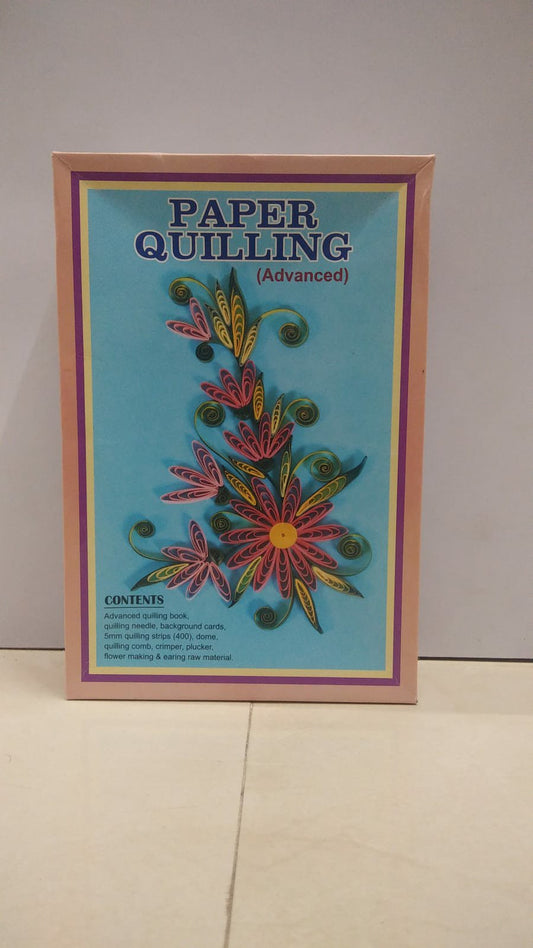 PAPER
QUILLING
(Advanced)
CONTENTS
Advanced quilling book,
quilling needle, background cards,
5mm quilling strips (400), dome,
quilling comb, crimper, plucker,
flower making & earing raw material.